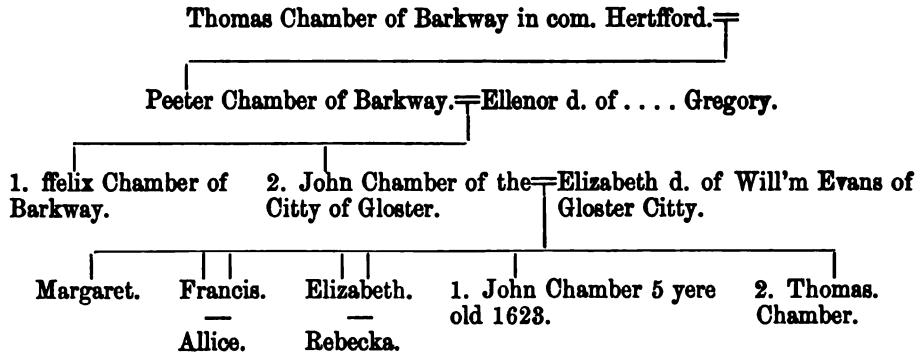 Thomas Chamber of Barkway in com. Hertfford.
Peeter Chamber of Barkway. Ellenor d. of . . . . Gregory.
1. ffelix Chamber of Barkway.
2. John Chamber of the Citty of Gloster.
Elizabeth d. of Will'm Evans of Gloster Citty.
Margaret.
Francis.
Allice.
Elizabeth.
Rebecka.
1. John Chamber 5 yere old 1623.
2. Thomas. Chamber.